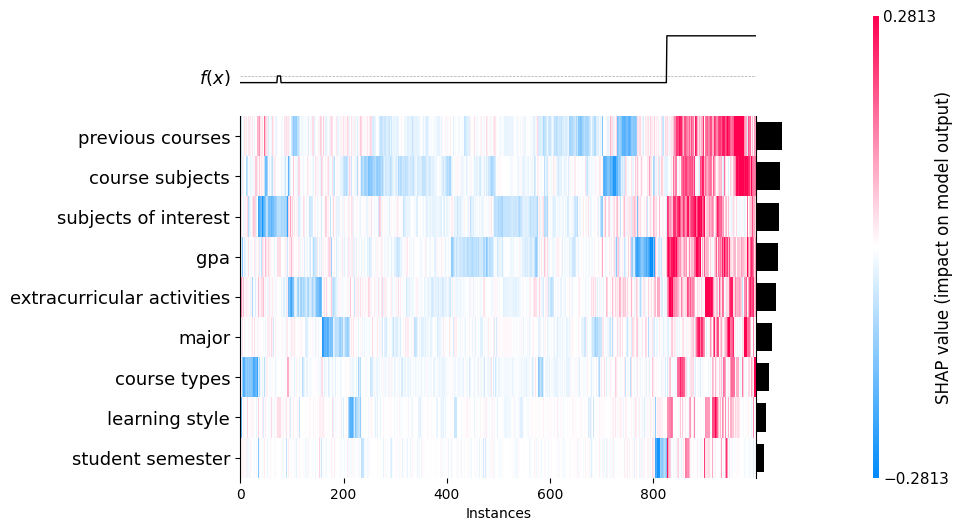 0.2813
f(x)
previous courses
course subjects
subjects of interest
gpa
extracurricular activities
major
course types
learning style
student semester
−0.2813
0 200 400 600 800
Instances
SHAP value (impact on model output)